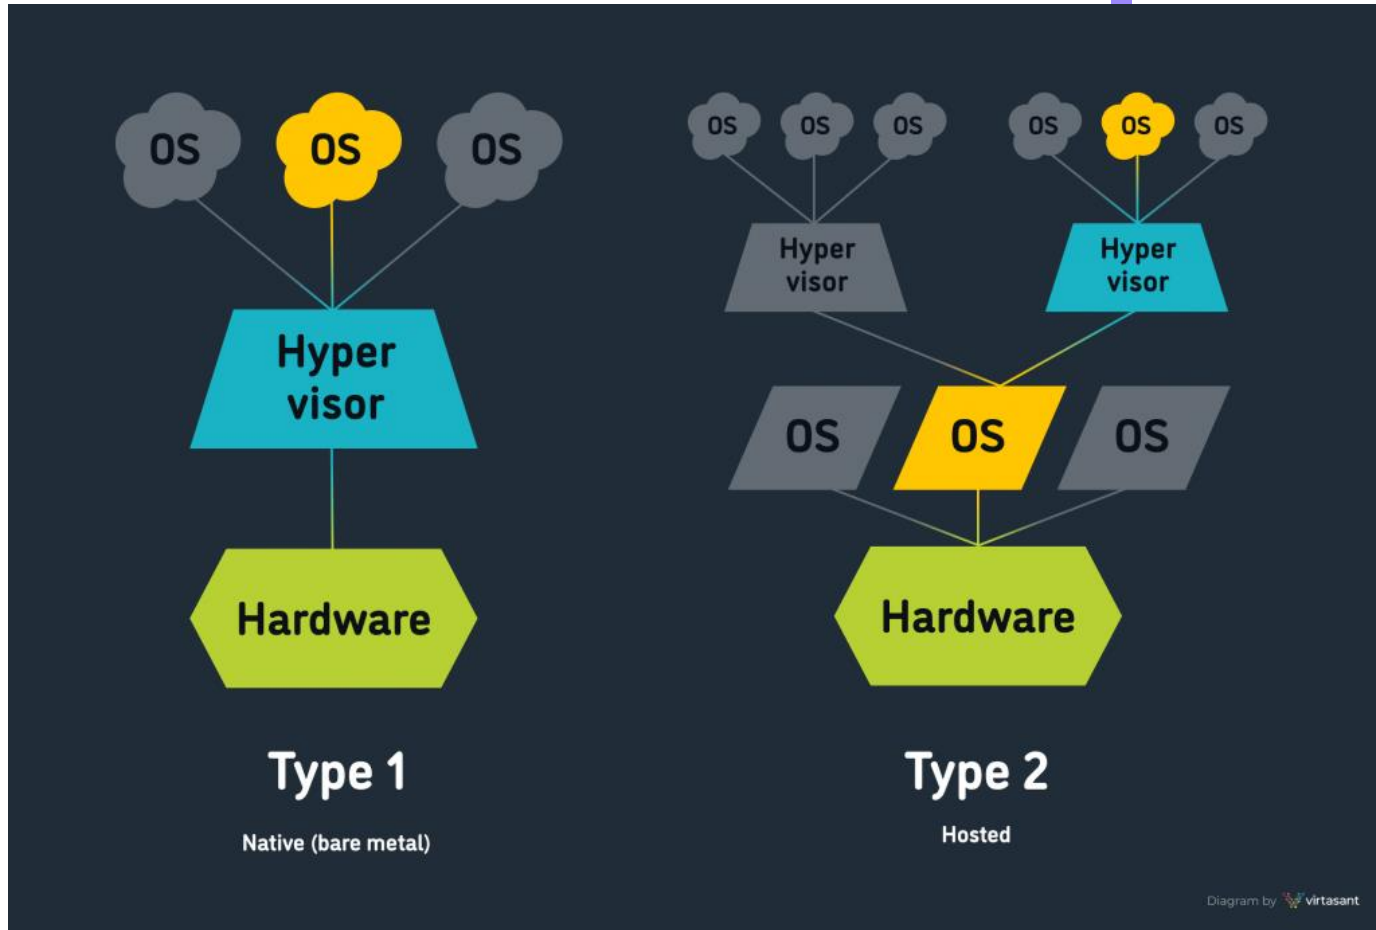 OS
OS
OS
Hyper
visor
Hardware
Type 1
Native (bare metal)
OS
OS
OS
OS
OS
OS
Hyper
visor
Hyper
visor
OS
OS
OS
Hardware
Type 2
Hosted
Diagram by virtasant